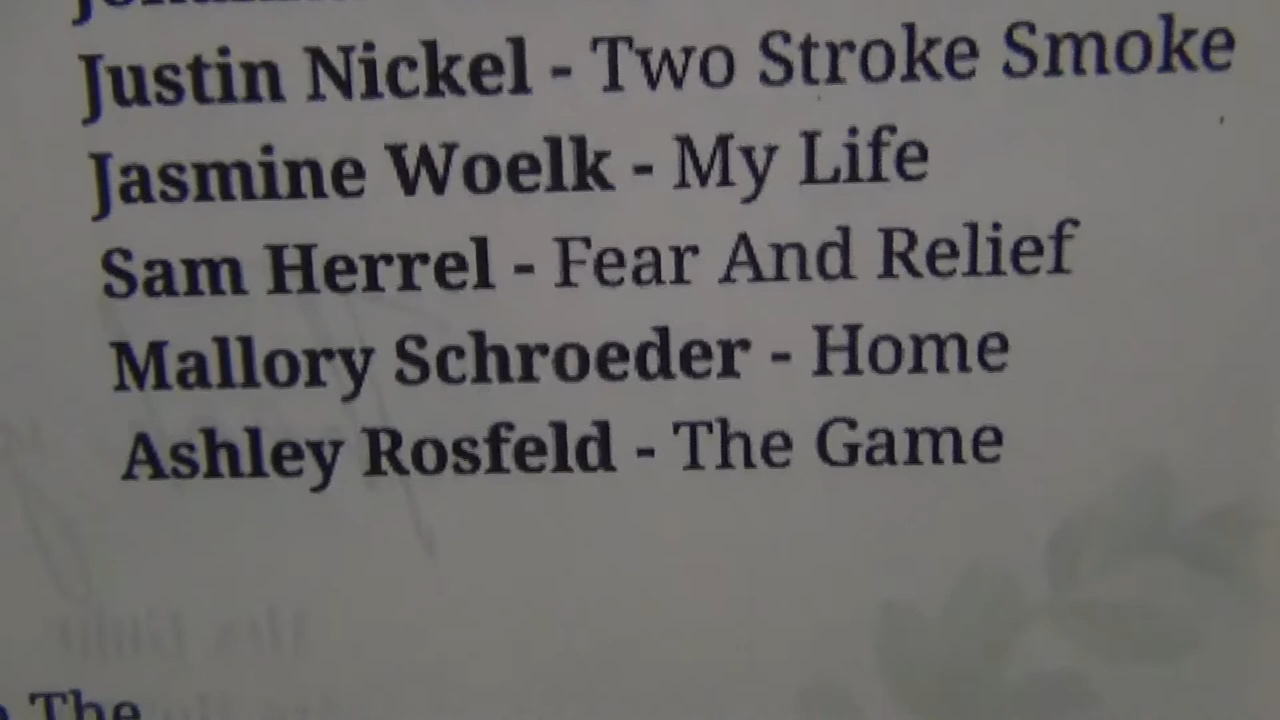 Justin Nickel - Two Stroke Smoke
Jasmine Woelk - My Life
Sam Herrel - Fear And Relief
Mallory Schroeder - Home
Ashley Rosfeld - The Game
The